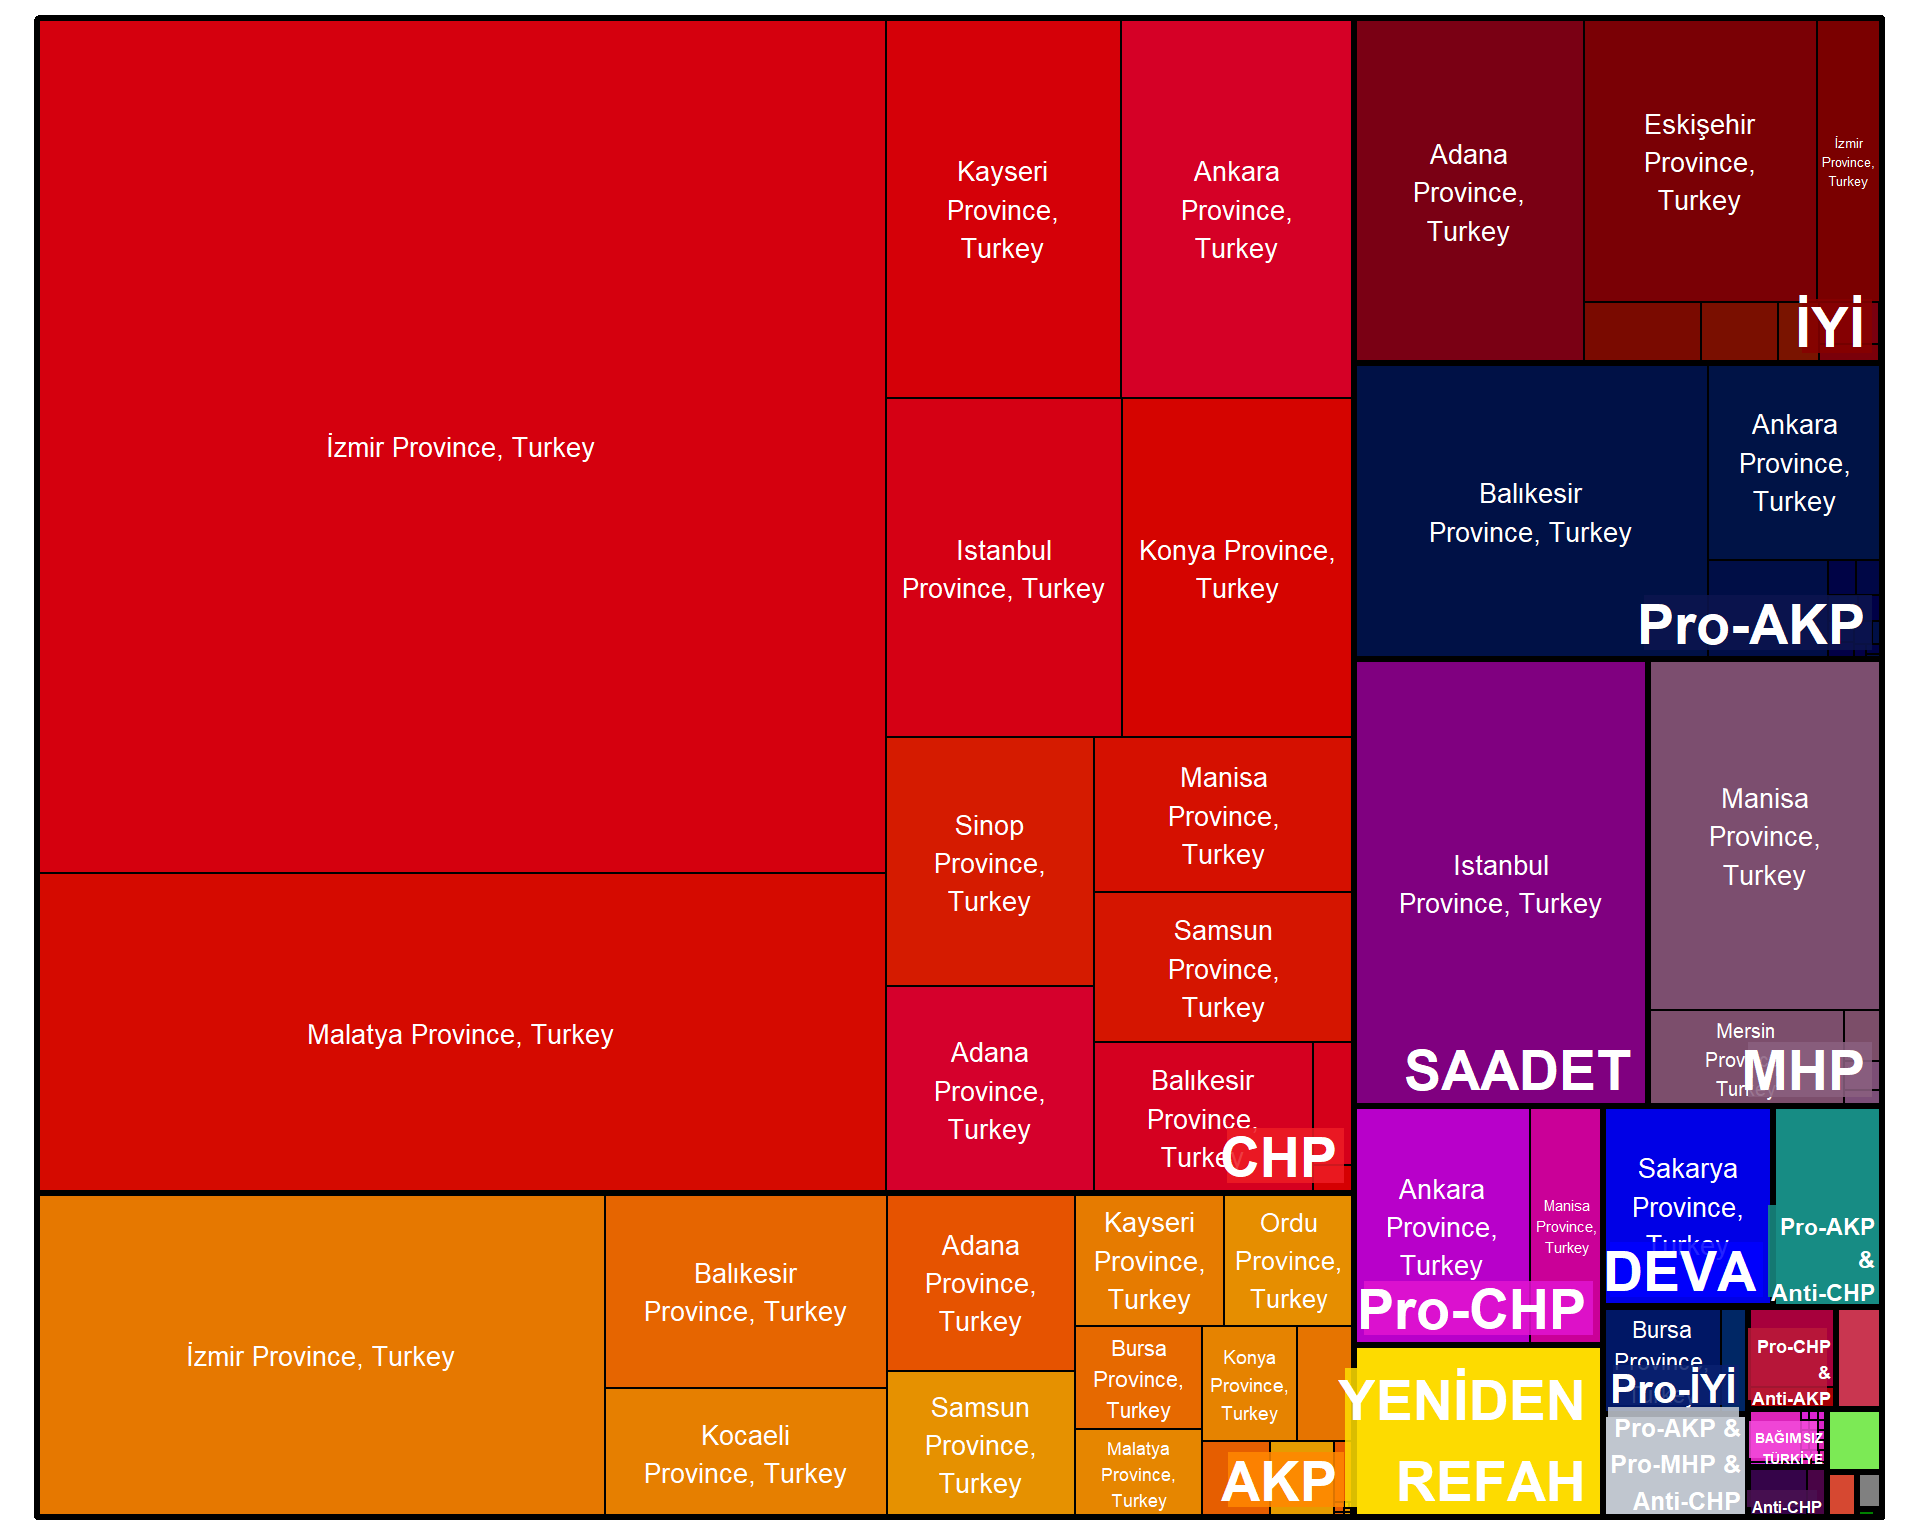 İzmir Province, Turkey
Malatya Province, Turkey
Kayseri
Province,
Turkey
Ankara
Province,
Turkey
Istanbul
Province, Turkey
Konya Province,
Turkey
Sinop
Province,
Turkey
Manisa
Province,
Turkey
Samsun
Province,
Turkey
Adana
Province,
Turkey
Balıkesir
Province,
Turkey
CHP
İzmir Province, Turkey
Balıkesir
Province, Turkey
Kocaeli
Province, Turkey
Adana
Province,
Turkey
Samsun
Province,
Turkey
Kayseri
Province,
Turkey
Ordu
Province,
Turkey
Bursa
Province,
Turkey
Konya
Province,
Turkey
Malatya
Province,
Turkey
AKP
Adana
Province,
Turkey
Eskişehir
Province,
Turkey
İzmir
Province,
Turkey
İYİ
Balıkesir
Province, Turkey
Ankara
Province,
Turkey
Pro-AKP
Istanbul
Province, Turkey
SAADET
Manisa
Province,
Turkey
Mersin
Province,
Turkey
MHP
Ankara
Province,
Turkey
Manisa
Province,
Turkey
Pro-CHP
Sakarya
Province,
Turkey
DEVA
Pro-AKP
&
Anti-CHP
YENİDEN
REFAH
Bursa
Province,
Pro-İYİ
Pro-CHP
&
Anti-AKP
Pro-AKP &
Pro-MHP &
Anti-CHP
BAĞIMSIZ
TÜRKİYE
Anti-CHP